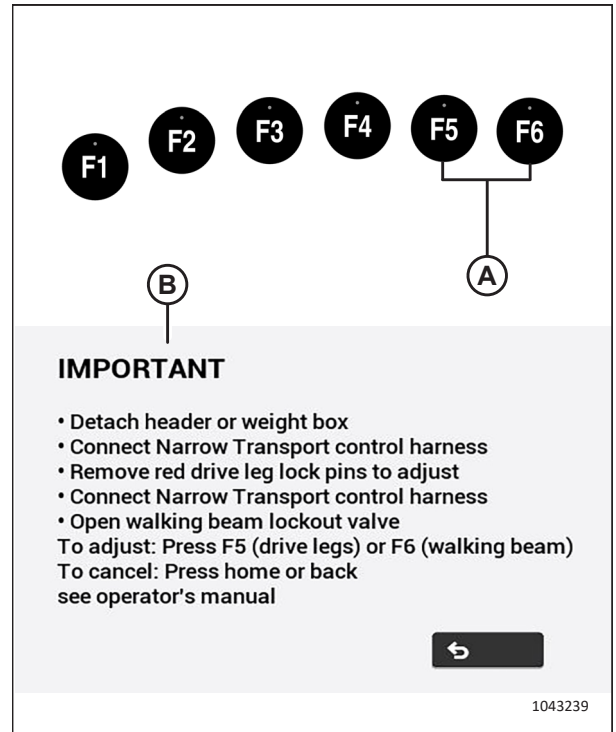 F1 F2 F3 F4 F5 F6
A
B
IMPORTANT
• Detach header or weight box
• Connect Narrow Transport control harness
• Remove red drive leg lock pins to adjust
• Connect Narrow Transport control harness
• Open walking beam lockout valve
To adjust: Press F5 (drive legs) or F6 (walking beam)
To cancel: Press home or back
see operator's manual
1043239